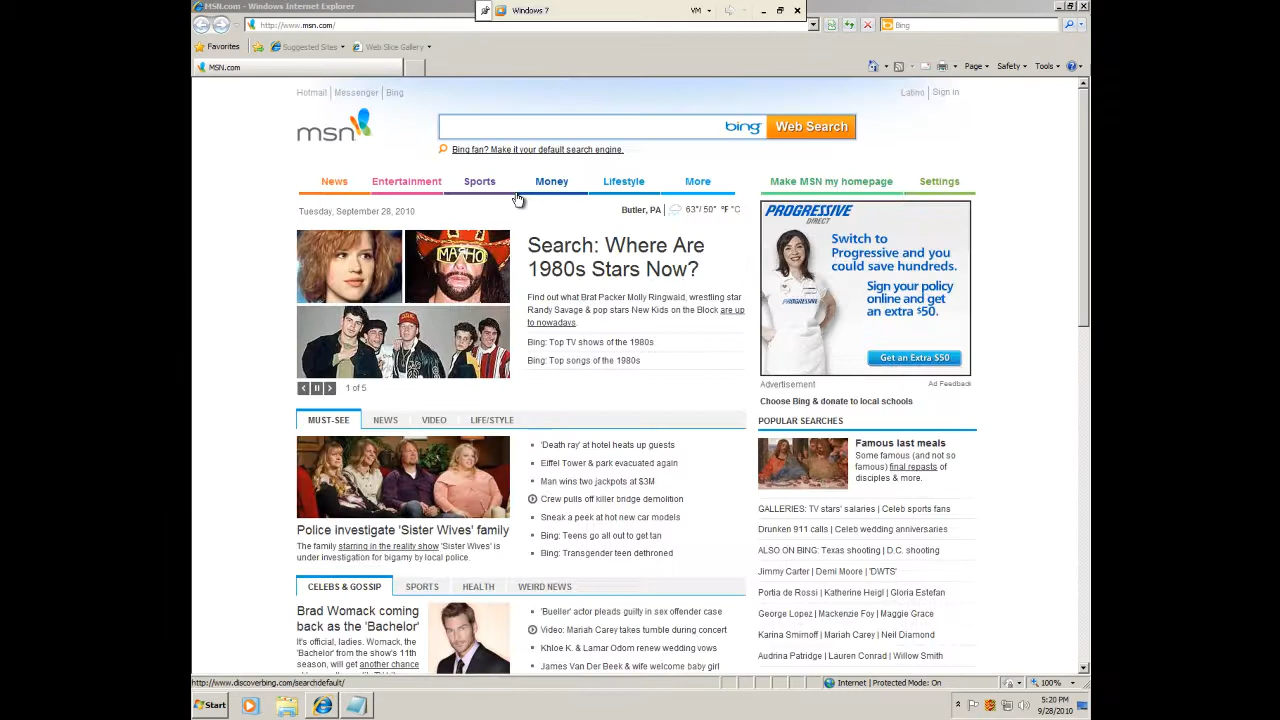 MSN.com - Windows Internet Explorer
Windows 7
VM
http://www.msn.com/
Bing
Favorites
Suggested Sites
Web Slice Gallery
MSN.com
Page
Safety
Tools
Hotmail | Messenger | Bing
Latino | Sign in
msn
bing
Web Search
Bing fan? Make it your default search engine.
News
Entertainment
Sports
Money
Lifestyle
More
Make MSN my homepage
Settings
Tuesday, September 28, 2010
Butler, PA | 63°/ 50° °F °C
MACHO
Search: Where Are
1980s Stars Now?
Find out what Brat Packer Molly Ringwald, wrestling star
Randy Savage & pop stars New Kids on the Block are up
to nowadays.
Bing: Top TV shows of the 1980s
Bing: Top songs of the 1980s
1 of 5
PROGRESSIVE
DIRECT
Switch to
Progressive and you
could save hundreds.
Sign your policy
online and get
an extra $50.
PROGRESSIVE
Get an Extra $50
Advertisement
Ad Feedback
Choose Bing & donate to local schools
MUST-SEE
NEWS
VIDEO
LIFE/STYLE
Police investigate 'Sister Wives' family
The family starring in the reality show 'Sister Wives' is
under investigation for bigamy by local police.
'Death ray' at hotel heats up guests
Eiffel Tower & park evacuated again
Man wins two jackpots at $3M
Crew pulls off killer bridge demolition
Sneak a peek at hot new car models
Bing: Teens go all out to get tan
Bing: Transgender teen dethroned
POPULAR SEARCHES
Famous last meals
Some famous (and not so
famous) final repasts of
disciples & more.
GALLERIES: TV stars' salaries | Celeb sports fans
Drunken 911 calls | Celeb wedding anniversaries
ALSO ON BING: Texas shooting | D.C. shooting
Jimmy Carter | Demi Moore | 'DWTS'
Portia de Rossi | Katherine Heigl | Gloria Estefan
George Lopez | Mackenzie Foy | Maggie Grace
Karina Smirnoff | Mariah Carey | Neil Diamond
Audrina Patridge | Lauren Conrad | Willow Smith
CELEBS & GOSSIP
SPORTS
HEALTH
WEIRD NEWS
Brad Womack coming
back as the 'Bachelor'
It's official, ladies. Womack, the
'Bachelor' from the show's 11th
season, will get another chance
'Bueller' actor pleads guilty in sex offender case
Video: Mariah Carey takes tumble during concert
Khloe K. & Lamar Odom renew wedding vows
James Van Der Beek & wife welcome baby girl
http://www.discoverbing.com/searchdefault/
Internet | Protected Mode: On
100%
Start
5:20 PM
9/28/2010